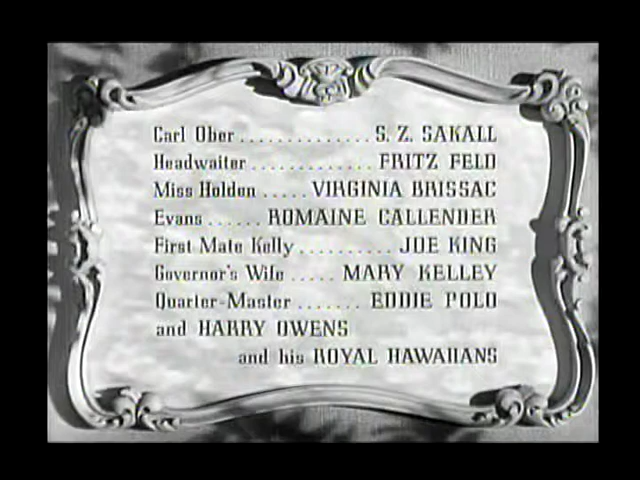 Carl Ober .............. S. Z. SAKALL
Headwaiter ............. FRITZ FELD
Miss Holden ..... VIRGINIA BRISSAC
Evans ...... ROMAINE CALLENDER
First Mate Kelly .......... JOE KING
Governor's Wife ..... MARY KELLEY
Quarter-Master ....... EDDIE POLO
and HARRY OWENS
and his ROYAL HAWAIIANS